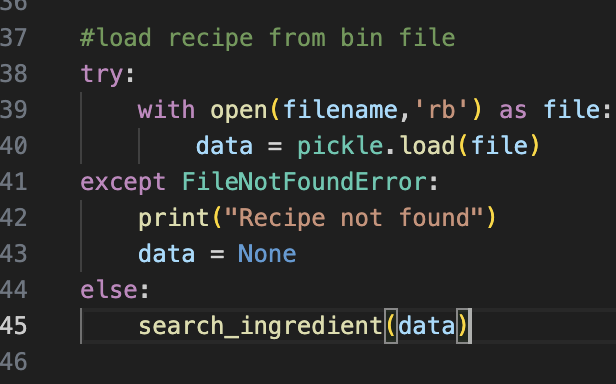 36
37 #load recipe from bin file
38 try:
39 with open(filename,'rb') as file:
40 data = pickle.load(file)
41 except FileNotFoundError:
42 print("Recipe not found")
43 data = None
44 else:
45 search_ingredient(data)
46